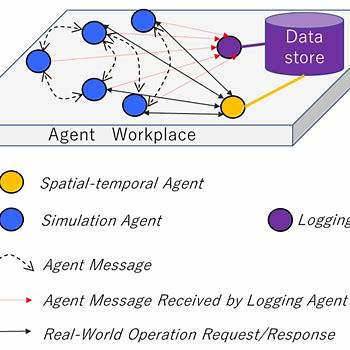 Data
store
Agent Workplace
Spatial-temporal Agent
Simulation Agent
Logging
Agent Message
Agent Message Received by Logging Agent
Real-World Operation Request/Response